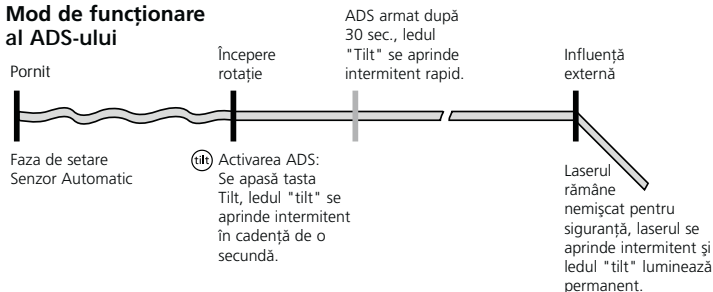 Mod de funcționare
al ADS-ului
Pornit
Începere
rotație
ADS armat după
30 sec., ledul
"Tilt" se aprinde
intermitent rapid.
Influență
externă
Faza de setare
Senzor Automatic
tilt
Activarea ADS:
Se apasă tasta
Tilt, ledul "tilt" se
aprinde intermitent
în cadență de o
secundă.
Laserul
rămâne
nemişcat pentru
siguranță, laserul se
aprinde intermitent şi
ledul "tilt" luminează
permanent.